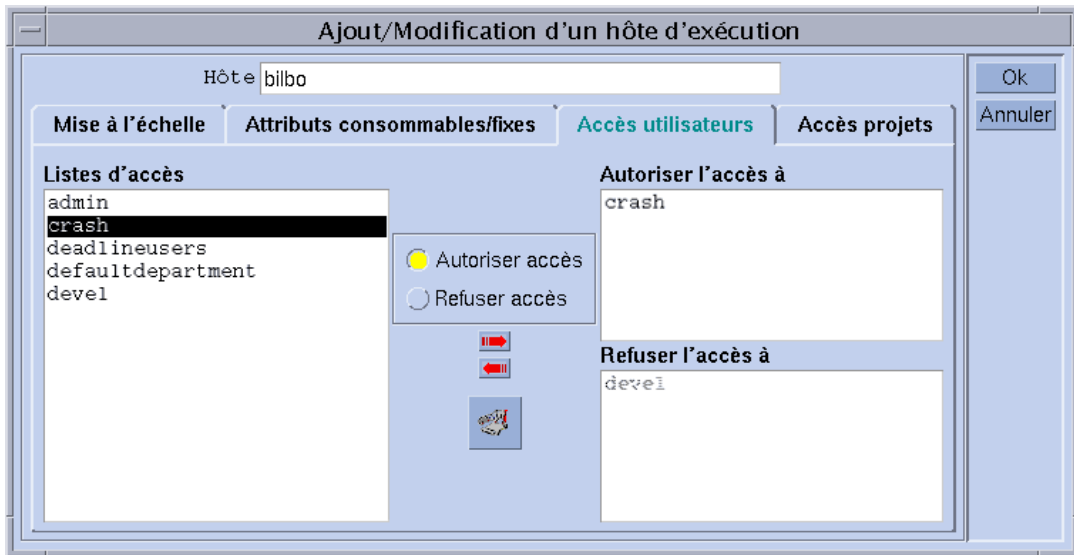 Ajout/Modification d'un hôte d'exécution
Hôte bilbo
Ok
Annuler
Mise à l'échelle Attributs consommables/fixes Accès utilisateurs Accès projets
Listes d'accès
admin
crash
deadlineusers
defaultdepartment
devel
Autoriser accès
Refuser accès
Autoriser l'accès à
crash
Refuser l'accès à
devel